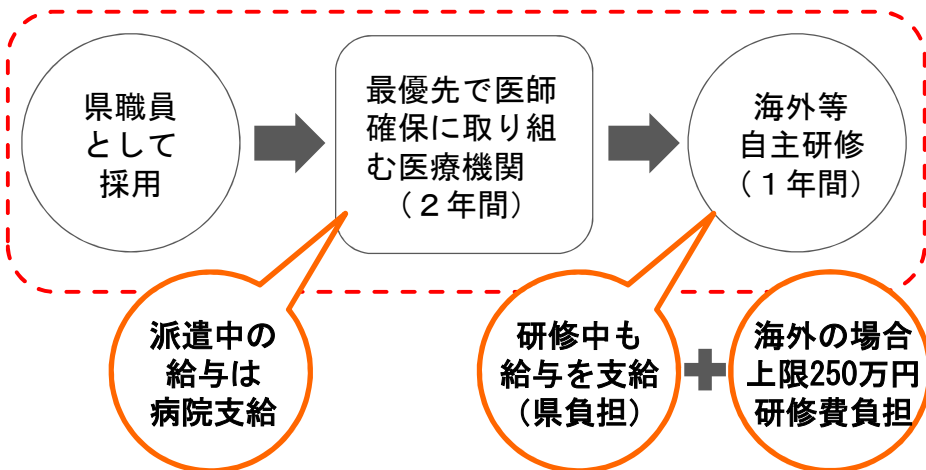 県職員
として
採用
最優先で医師
確保に取り組
む医療機関
（２年間）
海外等
自主研修
（１年間）
派遣中の
給与は
病院支給
研修中も
給与を支給
（県負担）
海外の場合
上限250万円
研修費負担